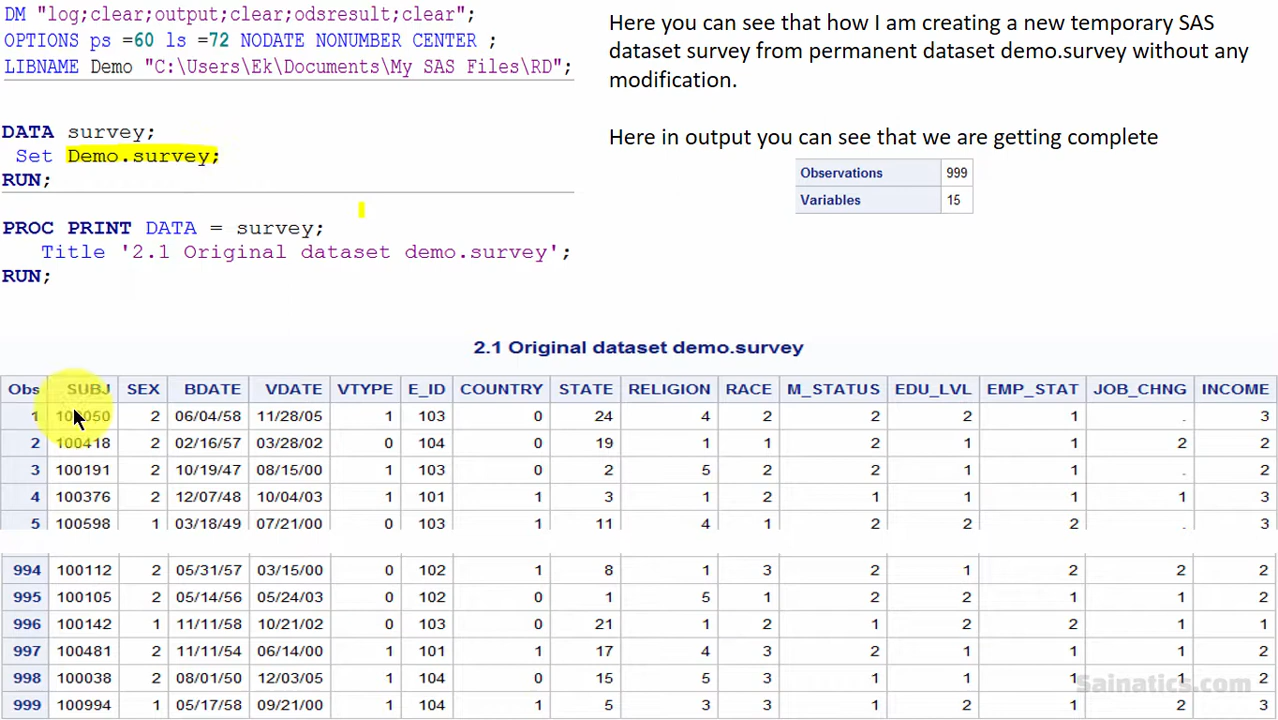 DM "log;clear;output;clear;odsresult;clear";
OPTIONS ps =60 ls =72 NODATE NONUMBER CENTER ;
LIBNAME Demo "C:\Users\Ek\Documents\My SAS Files\RD";
DATA survey;
Set Demo.survey;
RUN;
PROC PRINT DATA = survey;
Title '2.1 Original dataset demo.survey';
RUN;
Here you can see that how I am creating a new temporary SAS
dataset survey from permanent dataset demo.survey without any
modification.
Here in output you can see that we are getting complete
Observations 999
Variables 15
2.1 Original dataset demo.survey
Obs SUBJ SEX BDATE VDATE VTYPE E_ID COUNTRY STATE RELIGION RACE M_STATUS EDU_LVL EMP_STAT JOB_CHNG INCOME
1 100050 2 06/04/58 11/28/05 1 103 0 24 4 2 2 2 1 . 3
2 100418 2 02/16/57 03/28/02 0 104 0 19 1 1 2 1 1 2 2
3 100191 2 10/19/47 08/15/00 1 103 0 2 5 2 2 1 1 . 2
4 100376 2 12/07/48 10/04/03 1 101 1 3 1 2 1 1 1 1 3
5 100598 1 03/18/49 07/21/00 0 103 1 11 4 1 2 2 2 . 3
994 100112 2 05/31/57 03/15/00 0 102 1 8 1 3 2 1 2 2 2
995 100105 2 05/14/56 05/24/03 0 102 0 1 5 1 2 2 1 1 2
996 100142 1 11/11/58 10/21/02 0 103 0 21 1 2 1 2 2 1 1
997 100481 2 11/11/54 06/14/00 1 101 1 17 4 3 2 1 1 1 2
998 100038 2 08/01/50 12/03/05 1 104 0 15 5 3 1 1 1 1 2
999 100994 1 05/17/58 09/21/00 1 104 1 5 3 3 1 2 1 2 3
Sainatics.com